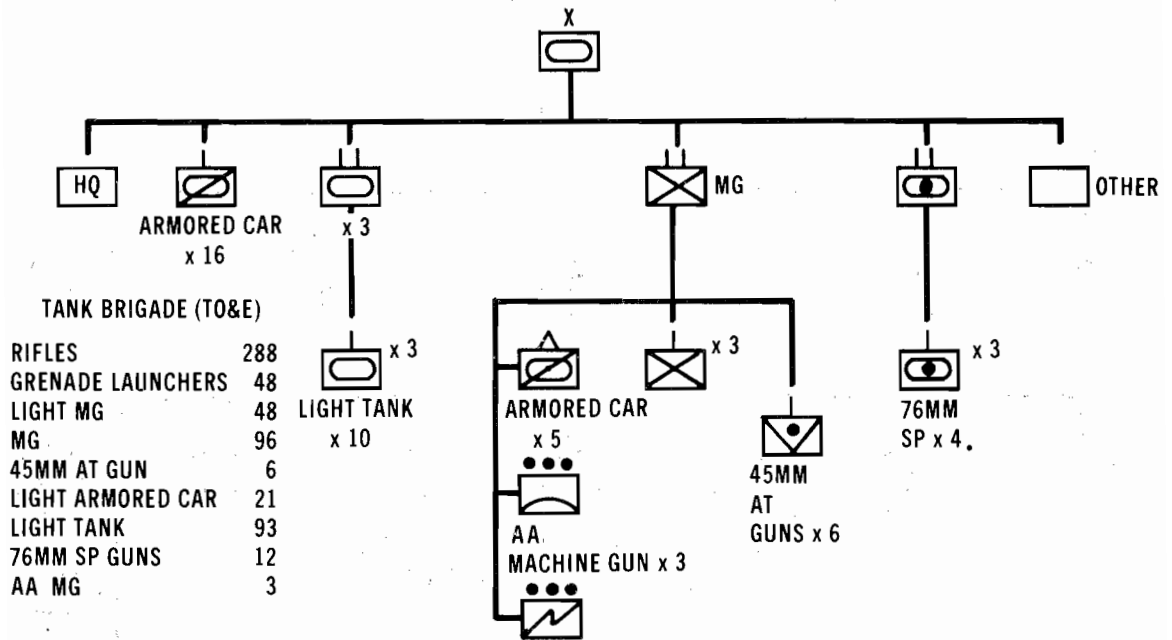 X
HQ
ARMORED CAR
x 16
x 3
MG
OTHER
TANK BRIGADE (TO&E)
RIFLES 288
GRENADE LAUNCHERS 48
LIGHT MG 48
MG 96
45MM AT GUN 6
LIGHT ARMORED CAR 21
LIGHT TANK 93
76MM SP GUNS 12
AA MG 3
x 3
LIGHT TANK
x 10
ARMORED CAR
x 5
AA
MACHINE GUN x 3
x 3
45MM
AT
GUNS x 6
x 3
76MM
SP x 4.